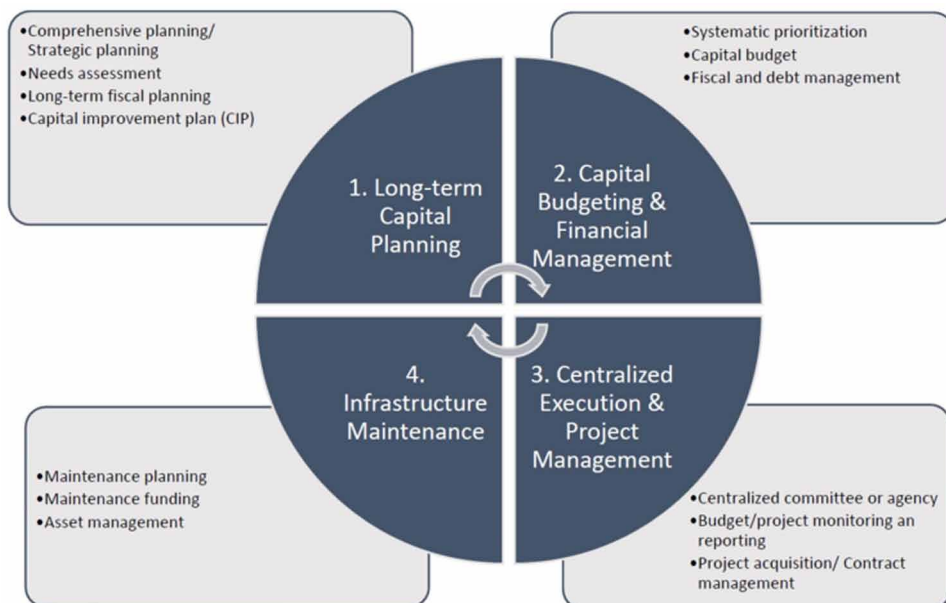 •Comprehensive planning/
Strategic planning
•Needs assessment
•Long-term fiscal planning
•Capital improvement plan (CIP)
•Systematic prioritization
•Capital budget
•Fiscal and debt management
1. Long-term
Capital
Planning
2. Capital
Budgeting &
Financial
Management
4.
Infrastructure
Maintenance
3. Centralized
Execution &
Project
Management
•Maintenance planning
•Maintenance funding
•Asset management
•Centralized committee or agency
•Budget/project monitoring an
reporting
•Project acquisition/ Contract
management